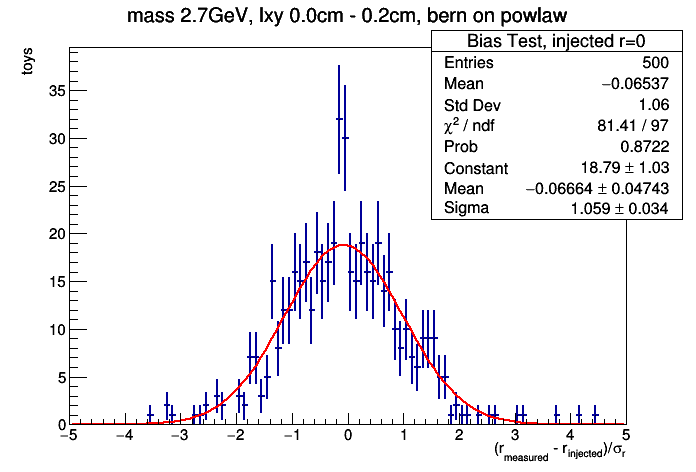 mass 2.7GeV, lxy 0.0cm - 0.2cm, bern on powlaw
Bias Test, injected r=0
Entries 500
Mean −0.06537
Std Dev 1.06
χ² / ndf 81.41 / 97
Prob 0.8722
Constant 18.79 ± 1.03
Mean −0.06664 ± 0.04743
Sigma 1.059 ± 0.034
toys
35
30
25
20
15
10
5
0
−5 −4 −3 −2 −1 0 1 2 3 4 5
(r_measured - r_injected)/σ_r